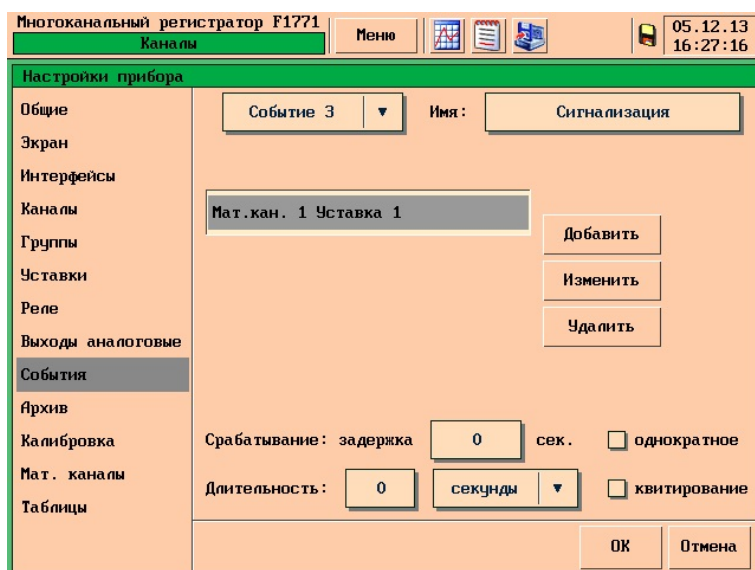 Многоканальный регистратор F1771
Каналы
Меню
05.12.13
16:27:16
Настройки прибора
Общие
Экран
Интерфейсы
Каналы
Группы
Уставки
Реле
Выходы аналоговые
События
Архив
Калибровка
Мат. каналы
Таблицы
Событие 3
Имя:
Сигнализация
Мат.кан. 1 Уставка 1
Добавить
Изменить
Удалить
Срабатывание: задержка 0 сек. однократное
Длительность: 0 секунды квитирование
OK Отмена